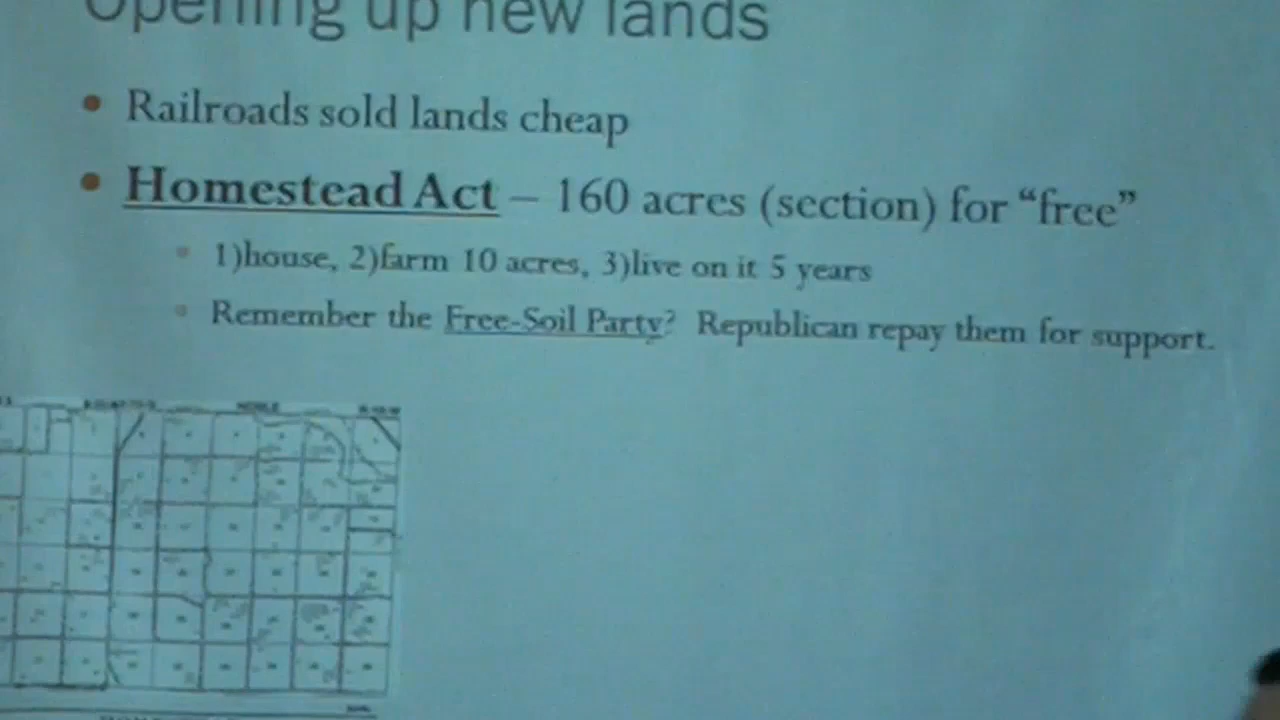 Opening up new lands
Railroads sold lands cheap
Homestead Act – 160 acres (section) for “free”
1)house, 2)farm 10 acres, 3)live on it 5 years
Remember the Free-Soil Party? Republican repay them for support.